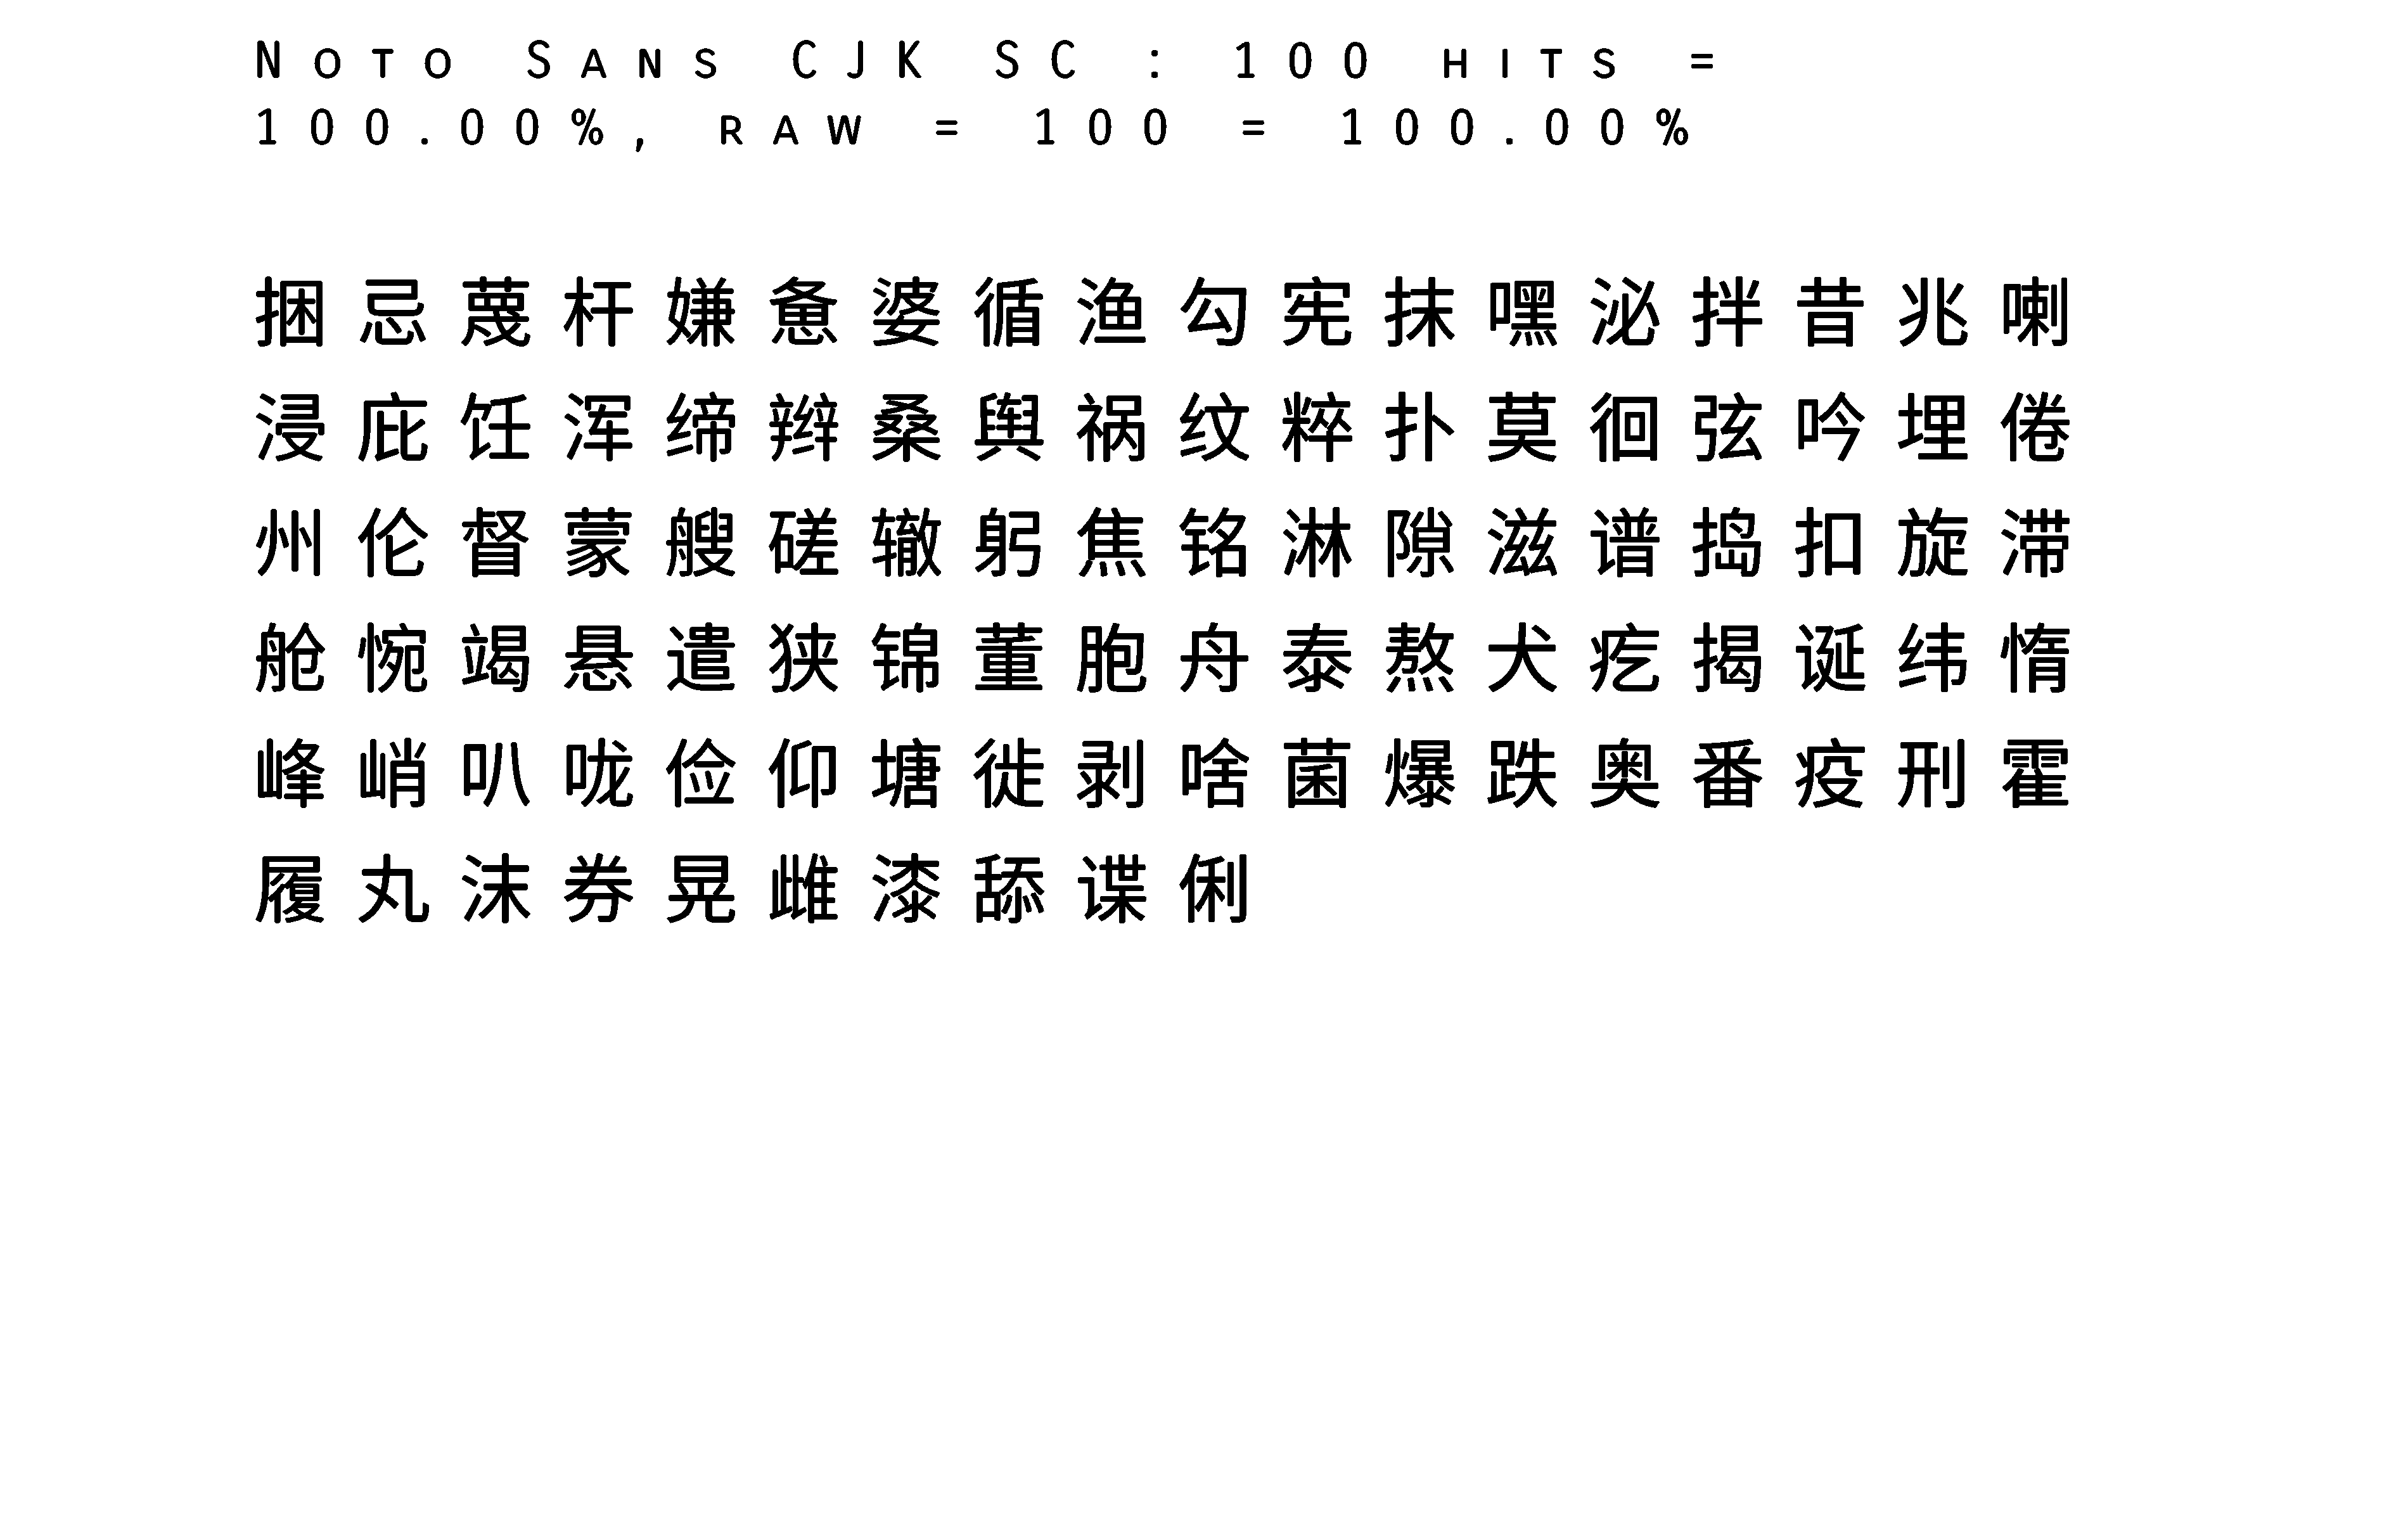 Noto Sans CJK SC : 100 hits =
100.00%, raw = 100 = 100.00%
捆忌蔑杆嫌惫婆循渔勾宪抹嘿泌拌昔兆喇
浸庇饪浑缔辫桑舆祸纹粹扑莫徊弦吟埋倦
州伦督蒙艘磋辙躬焦铭淋隙滋谱捣扣旋滞
舱惋竭悬遣狭锦董胞舟泰熬犬疙揭诞纬惰
峰峭叭咙俭仰塘徙剥啥菌爆跌奥番疫刑霍
履丸沫券晃雌漆舔谍俐